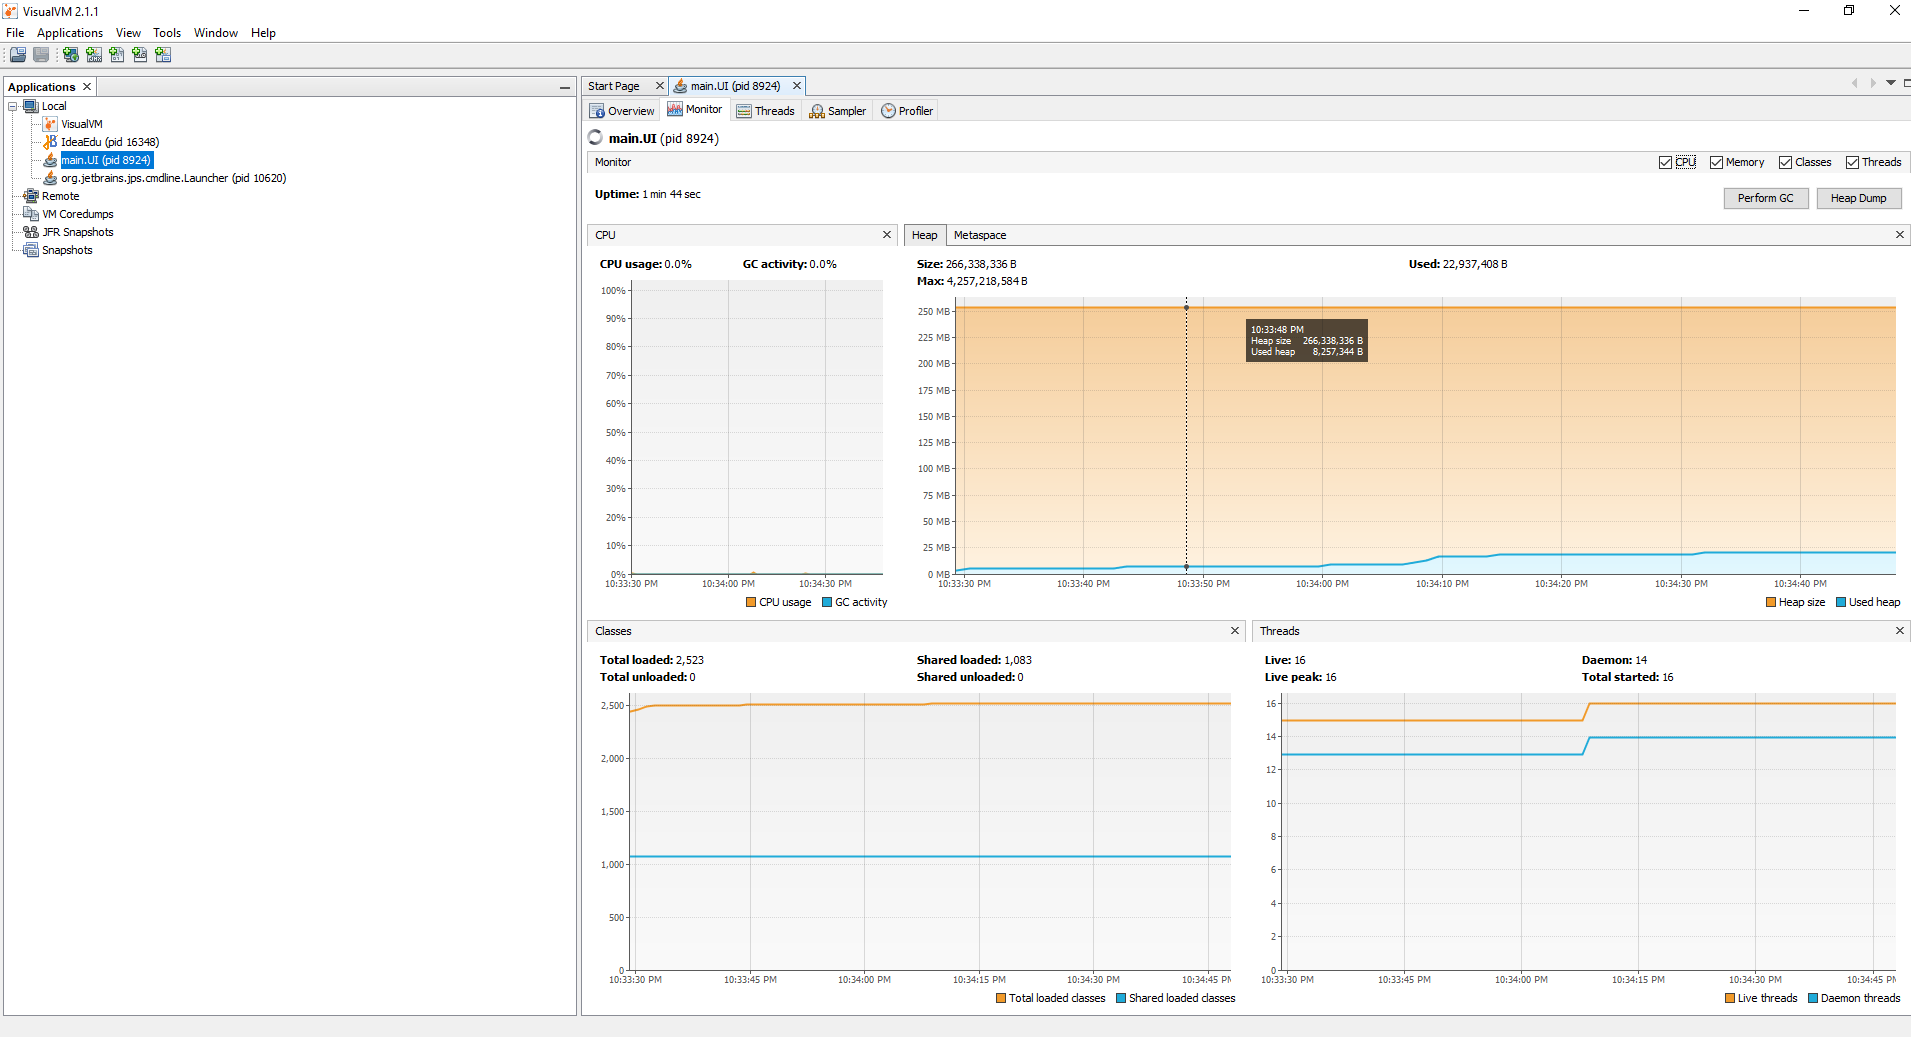 VisualVM 2.1.1
File Applications View Tools Window Help
Applications
Local
VisualVM
IdeaEdu (pid 16348)
main.UI (pid 8924)
org.jetbrains.jps.cmdline.Launcher (pid 10620)
Remote
VM Coredumps
JFR Snapshots
Snapshots
Start Page main.UI (pid 8924)
Overview Monitor Threads Sampler Profiler
main.UI (pid 8924)
Monitor CPU Memory Classes Threads
Uptime: 1 min 44 sec
Perform GC Heap Dump
CPU
CPU usage: 0.0% GC activity: 0.0%
100%
90%
80%
70%
60%
50%
40%
30%
20%
10%
0%
10:33:30 PM 10:34:00 PM 10:34:30 PM
CPU usage GC activity
Heap Metaspace
Size: 266,338,336 B Used: 22,937,408 B
Max: 4,257,218,584 B
250 MB
225 MB
200 MB
175 MB
150 MB
125 MB
100 MB
75 MB
50 MB
25 MB
0 MB
10:33:48 PM
Heap size 266,338,336 B
Used heap 8,257,344 B
10:33:30 PM 10:33:40 PM 10:33:50 PM 10:34:00 PM 10:34:10 PM 10:34:20 PM 10:34:30 PM 10:34:40 PM
Heap size Used heap
Classes
Total loaded: 2,523 Shared loaded: 1,083
Total unloaded: 0 Shared unloaded: 0
2,500
2,000
1,500
1,000
500
0
10:33:30 PM 10:33:45 PM 10:34:00 PM 10:34:15 PM 10:34:30 PM 10:34:45 PM
Total loaded classes Shared loaded classes
Threads
Live: 16 Daemon: 14
Live peak: 16 Total started: 16
16
14
12
10
8
6
4
2
0
10:33:30 PM 10:33:45 PM 10:34:00 PM 10:34:15 PM 10:34:30 PM 10:34:45 PM
Live threads Daemon threads